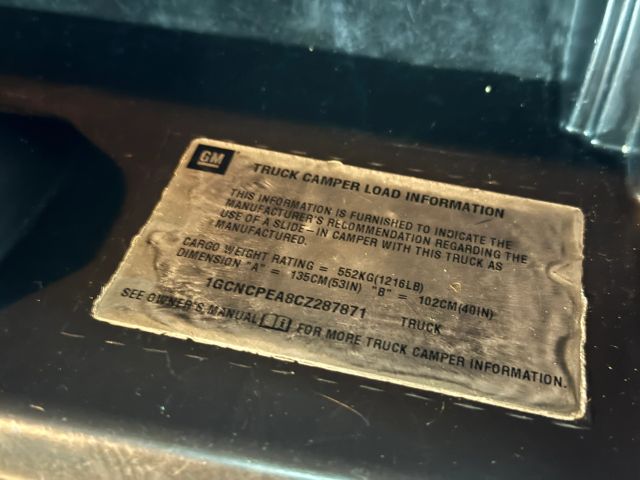 GM
TRUCK CAMPER LOAD INFORMATION
THIS INFORMATION IS FURNISHED TO INDICATE THE
MANUFACTURER'S RECOMMENDATION REGARDING THE
USE OF A SLIDE–IN CAMPER WITH THIS TRUCK AS
MANUFACTURED.
CARGO WEIGHT RATING = 552KG(1216LB)
DIMENSION "A" = 135CM(53IN) "B" = 102CM(40IN)
1GCNCPEA8CZ287871 TRUCK
SEE OWNER'S MANUAL FOR MORE TRUCK CAMPER INFORMATION.